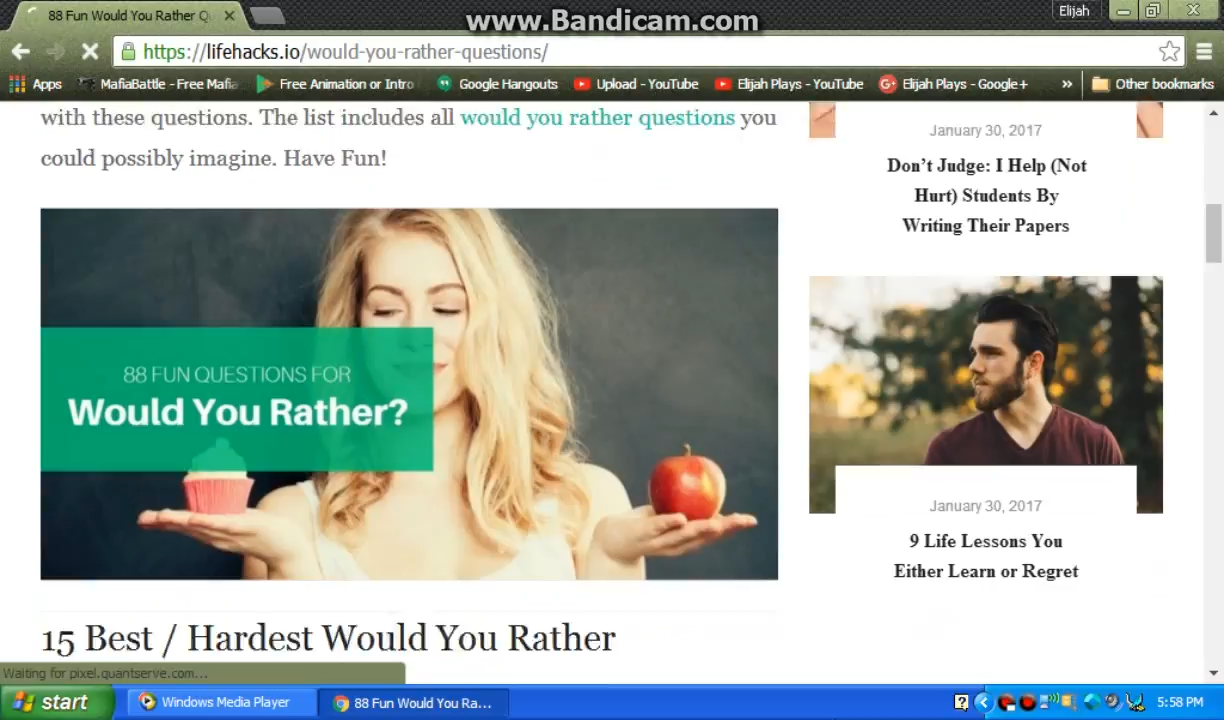 www.Bandicam.com
88 Fun Would You Rather Q
Elijah
https://lifehacks.io/would-you-rather-questions/
Apps
MafiaBattle - Free Mafia
Free Animation or Intro
Google Hangouts
Upload - YouTube
Elijah Plays - YouTube
Elijah Plays - Google+
»
Other bookmarks
with these questions. The list includes all would you rather questions you
could possibly imagine. Have Fun!
88 FUN QUESTIONS FOR
Would You Rather?
15 Best / Hardest Would You Rather
January 30, 2017
Don't Judge: I Help (Not
Hurt) Students By
Writing Their Papers
January 30, 2017
9 Life Lessons You
Either Learn or Regret
Waiting for pixel.quantserve.com...
start
Windows Media Player
88 Fun Would You Ra...
5:58 PM